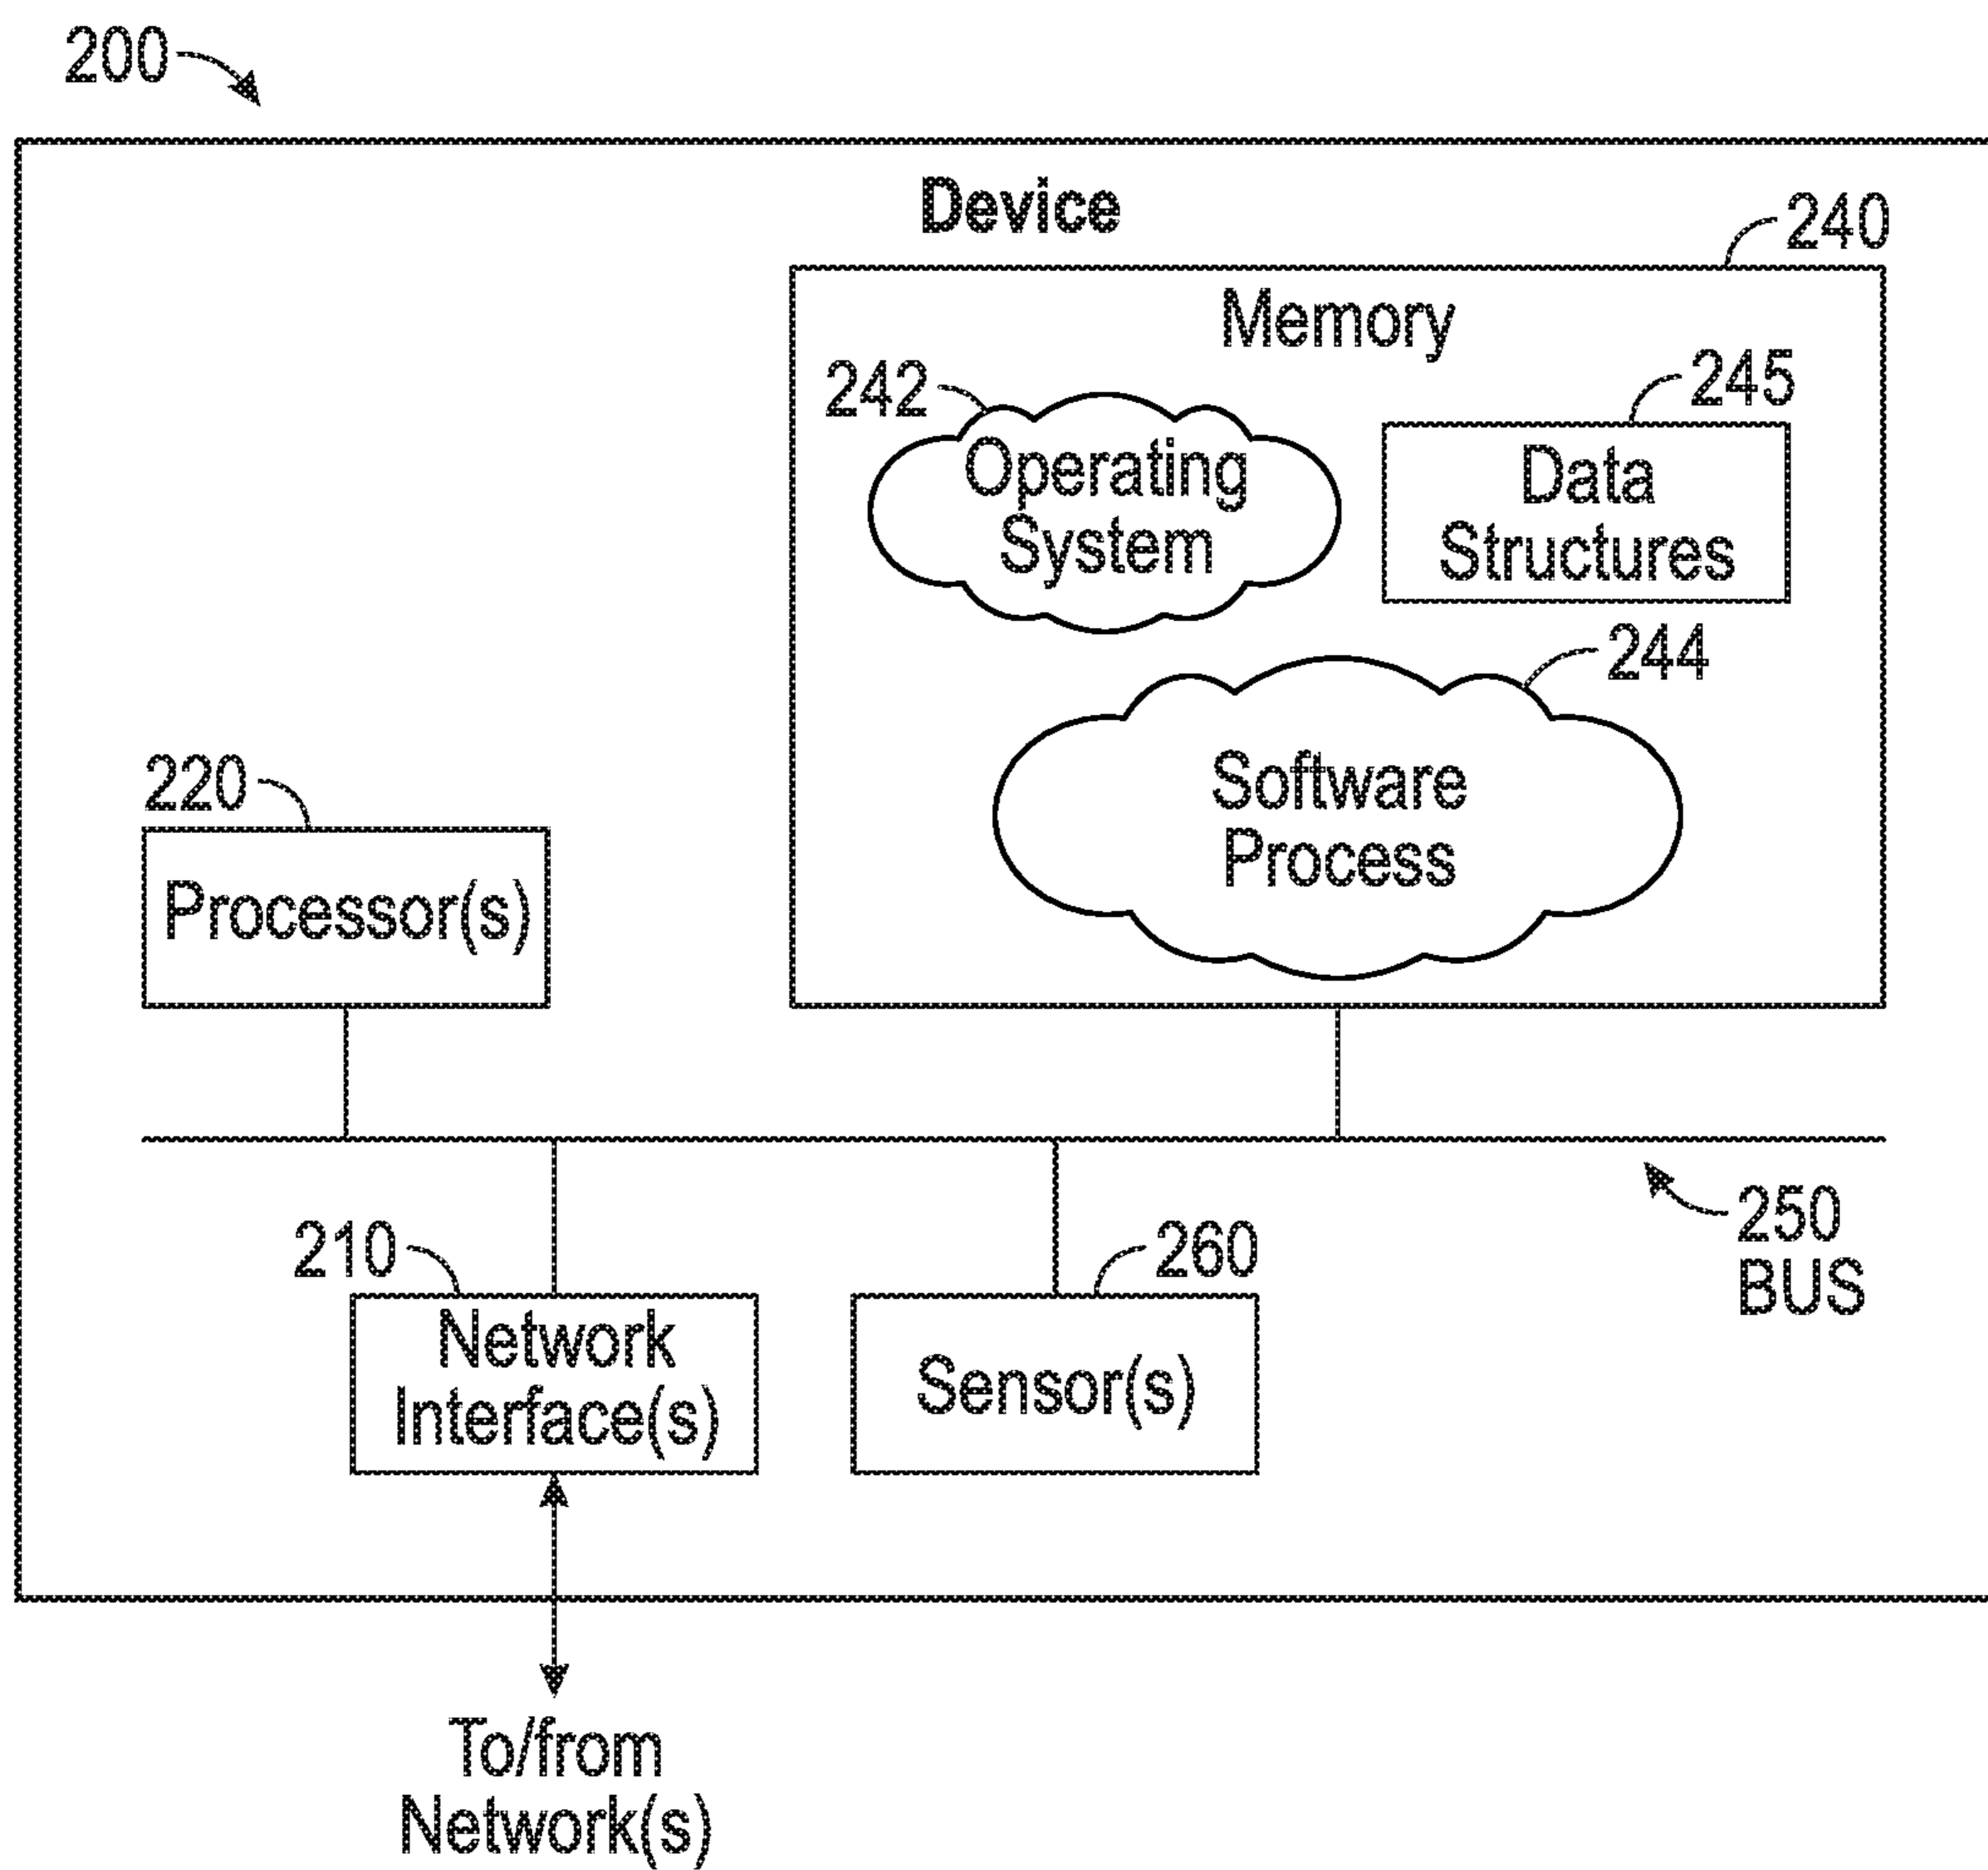 200
Device
240
Memory
242
245
Operating
System
Data
Structures
244
Software
Process
220
Processor(s)
250
BUS
210
260
Network
Interface(s)
Sensor(s)
To/from
Network(s)